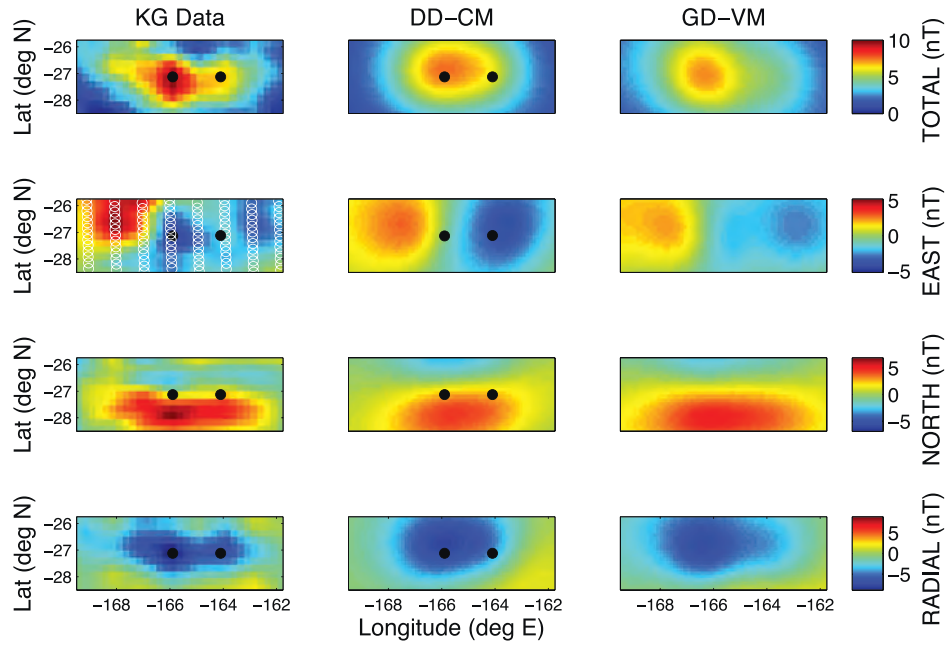 KG Data DD-CM GD-VM
Lat (deg N)
-26
-27
-28
10
5
0
TOTAL (nT)
Lat (deg N)
-26
-27
-28
5
0
-5
EAST (nT)
Lat (deg N)
-26
-27
-28
5
0
-5
NORTH (nT)
Lat (deg N)
-26
-27
-28
5
0
-5
RADIAL (nT)
-168 -166 -164 -162 -168 -166 -164 -162 -168 -166 -164 -162
Longitude (deg E)